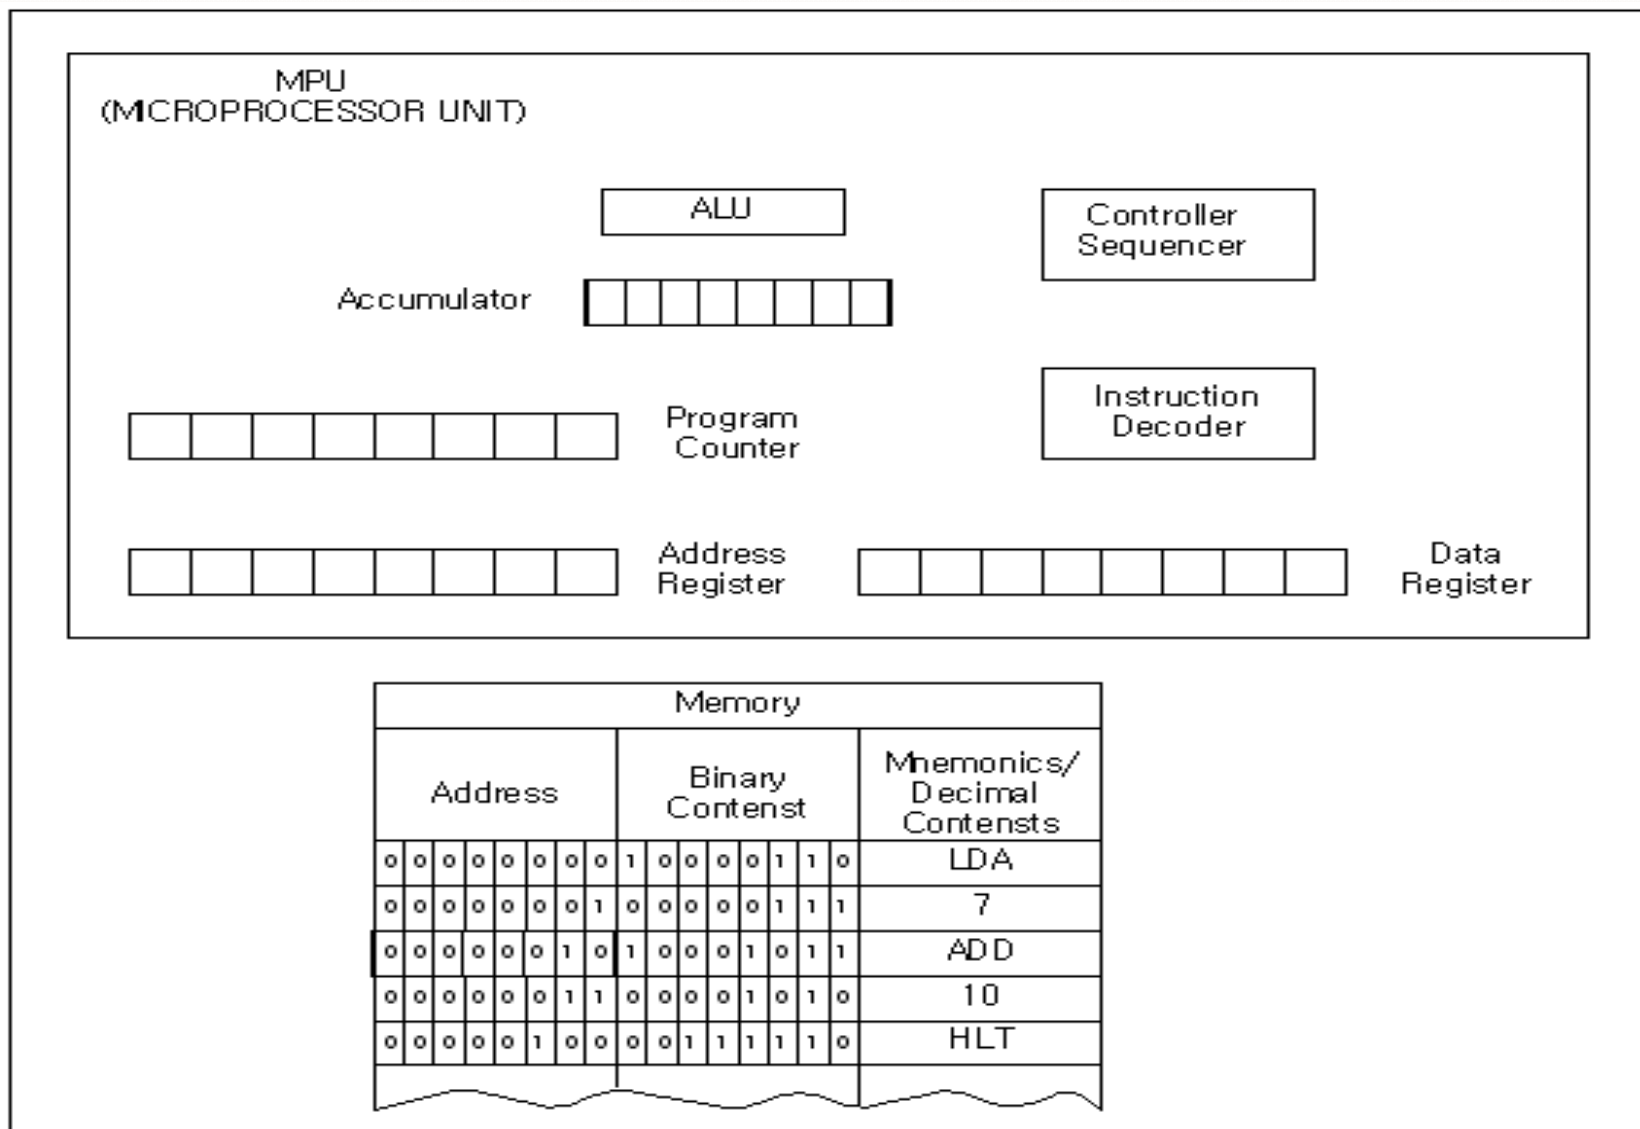 MPU
(MICROPROCESSOR UNIT)
ALU
Controller
Sequencer
Accumulator
Instruction
Decoder
Program
Counter
Address
Register
Data
Register
Memory
Address
Binary
Contenst
Mnemonics/
Decimal
Contensts
0 0 0 0 0 0 0 0 1 0 0 0 0 1 1 0 LDA
0 0 0 0 0 0 0 1 0 0 0 0 0 1 1 1 7
0 0 0 0 0 0 1 0 1 0 0 0 1 0 1 1 ADD
0 0 0 0 0 0 1 1 0 0 0 0 1 0 1 0 10
0 0 0 0 0 1 0 0 0 0 1 1 1 1 1 0 HLT